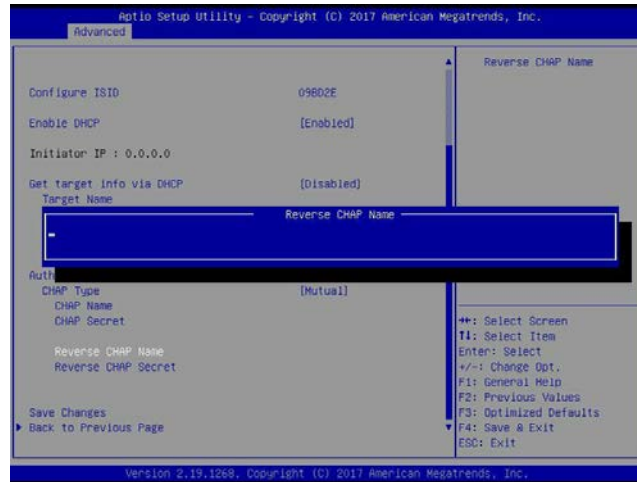 Aptio Setup Utility - Copyright (C) 2017 American Megatrends, Inc.
Advanced
Configure ISID 09BD2E
Enable DHCP [Enabled]
Initiator IP : 0.0.0.0
Get target info via DHCP [Disabled]
Target Name
Reverse CHAP Name
Auth
CHAP Type [Mutual]
CHAP Name
CHAP Secret
Reverse CHAP Name
Reverse CHAP Secret
Save Changes
Back to Previous Page
Reverse CHAP Name
→←: Select Screen
↑↓: Select Item
Enter: Select
+/-: Change Opt.
F1: General Help
F2: Previous Values
F3: Optimized Defaults
F4: Save & Exit
ESC: Exit
Version 2.19.1268. Copyright (C) 2017 American Megatrends, Inc.